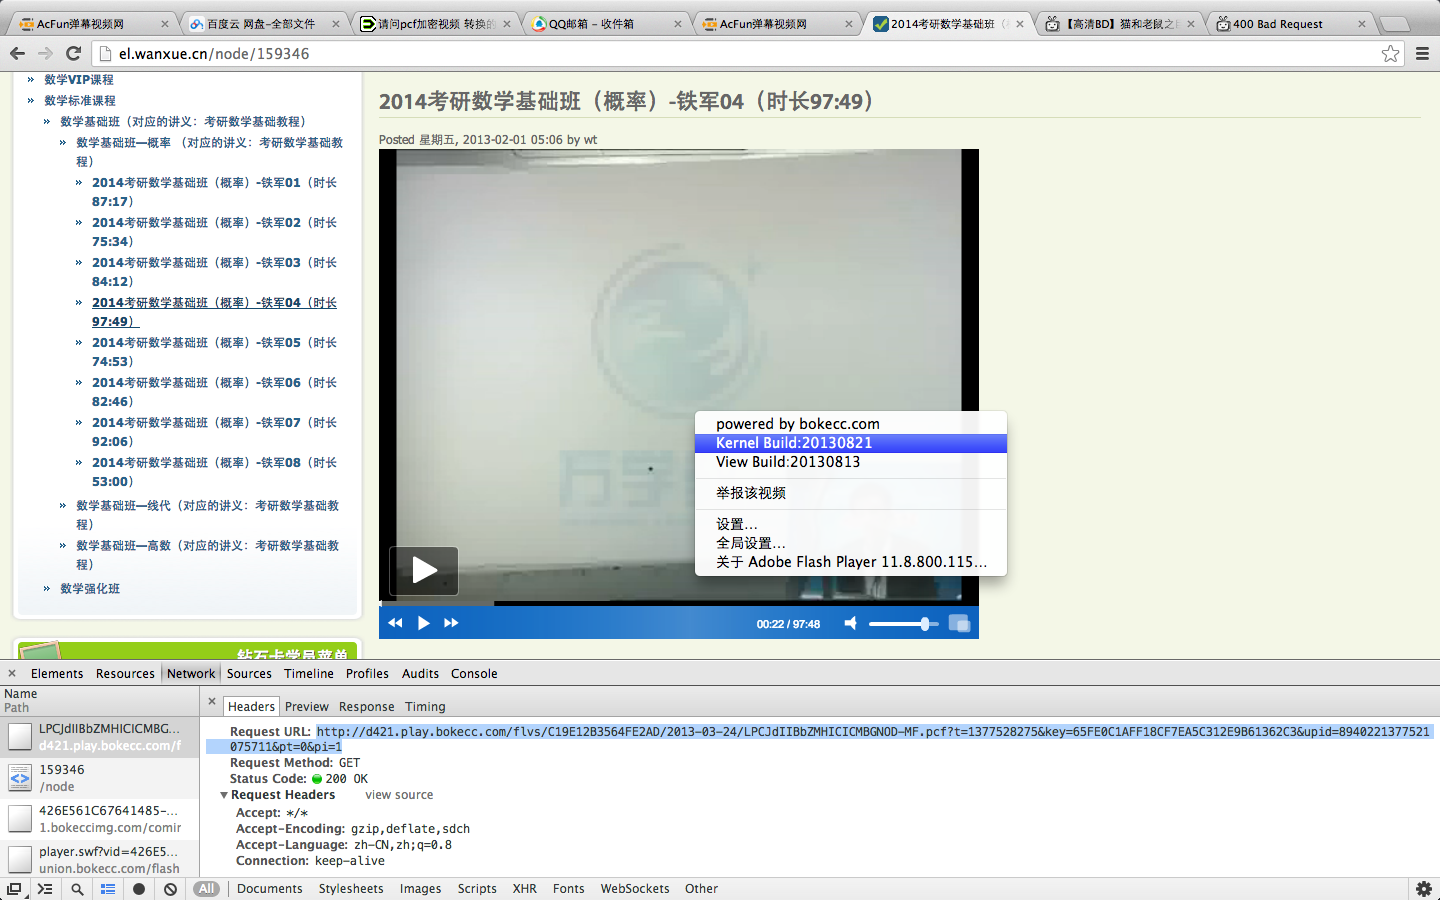 AcFun弹幕视频网
百度云 网盘-全部文件
请问pcf加密视频 转换的
QQ邮箱 - 收件箱
AcFun弹幕视频网
2014考研数学基础班（
【高清BD】猫和老鼠之
400 Bad Request
el.wanxue.cn/node/159346
» 数学VIP课程
» 数学标准课程
» 数学基础班（对应的讲义：考研数学基础教程）
» 数学基础班—概率 （对应的讲义：考研数学基础教
程）
» 2014考研数学基础班（概率）-铁军01（时长
87:17）
» 2014考研数学基础班（概率）-铁军02（时长
75:34）
» 2014考研数学基础班（概率）-铁军03（时长
84:12）
» 2014考研数学基础班（概率）-铁军04（时长
97:49）
» 2014考研数学基础班（概率）-铁军05（时长
74:53）
» 2014考研数学基础班（概率）-铁军06（时长
82:46）
» 2014考研数学基础班（概率）-铁军07（时长
92:06）
» 2014考研数学基础班（概率）-铁军08（时长
53:00）
» 数学基础班—线代（对应的讲义：考研数学基础教
程）
» 数学基础班—高数（对应的讲义：考研数学基础教
程）
» 数学强化班
钻石卡学员菜单
2014考研数学基础班（概率）-铁军04（时长97:49）
Posted 星期五, 2013-02-01 05:06 by wt
万学
powered by bokecc.com
Kernel Build:20130821
View Build:20130813
举报该视频
设置...
全局设置...
关于 Adobe Flash Player 11.8.800.115...
00:22 / 97:48
Elements Resources Network Sources Timeline Profiles Audits Console
Name
Path
LPCJdIIBbZMHICICMBG...
d421.play.bokecc.com/f
159346
/node
426E561C67641485-...
1.bokeccimg.com/comir
player.swf?vid=426E5...
union.bokecc.com/flash
Headers Preview Response Timing
Request URL: http://d421.play.bokecc.com/flvs/C19E12B3564FE2AD/2013-03-24/LPCJdIIBbZMHICICMBGNOD-MF.pcf?t=1377528275&key=65FE0C1AFF18CF7EA5C312E9B61362C3&upid=8940221377521
075711&pt=0&pi=1
Request Method: GET
Status Code: 200 OK
Request Headers view source
Accept: */*
Accept-Encoding: gzip,deflate,sdch
Accept-Language: zh-CN,zh;q=0.8
Connection: keep-alive
All Documents Stylesheets Images Scripts XHR Fonts WebSockets Other